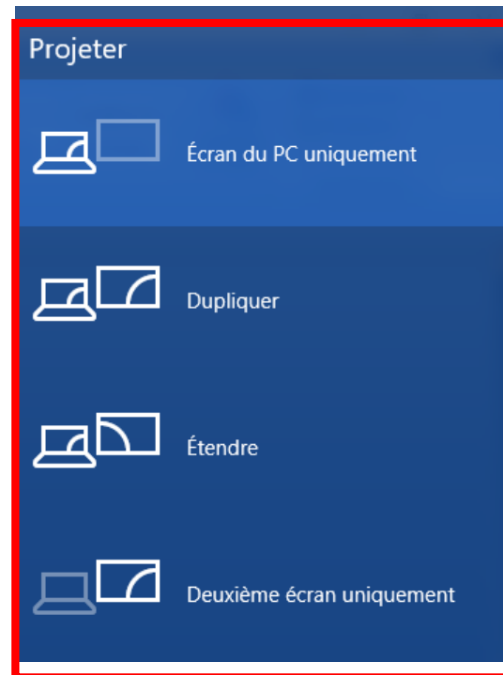 Projeter
Écran du PC uniquement
Dupliquer
Étendre
Deuxième écran uniquement